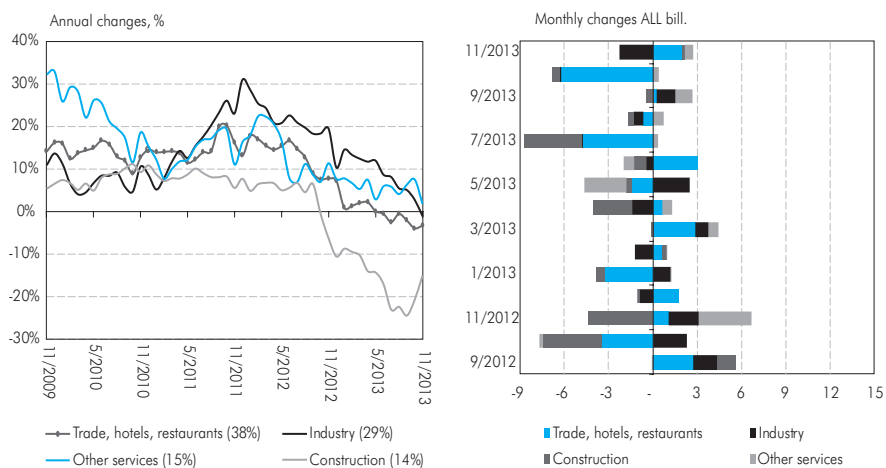 Annual changes, %
40%
30%
20%
10%
0%
-10%
-20%
-30%
11/2009
5/2010
11/2010
5/2011
11/2011
5/2012
11/2012
5/2013
11/2013
Trade, hotels, restaurants (38%)
Industry (29%)
Other services (15%)
Construction (14%)
Monthly changes ALL bill.
11/2013
9/2013
7/2013
5/2013
3/2013
1/2013
11/2012
9/2012
-9 -6 -3 - 3 6 9 12 15
Trade, hotels, restaurants
Industry
Construction
Other services